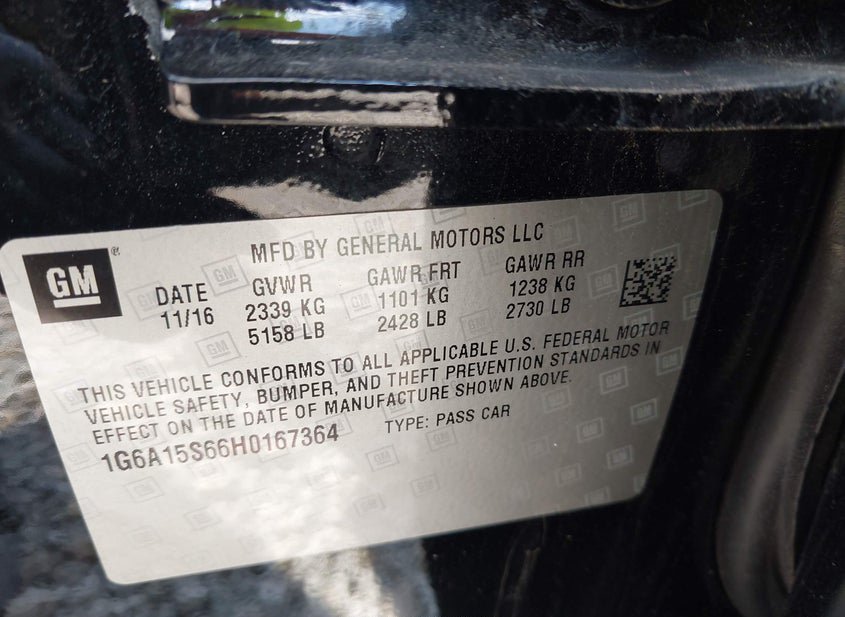 GM
MFD BY GENERAL MOTORS LLC
DATE GVWR GAWR FRT GAWR RR
11/16 2339 KG 1101 KG 1238 KG
5158 LB 2428 LB 2730 LB
THIS VEHICLE CONFORMS TO ALL APPLICABLE U.S. FEDERAL MOTOR
VEHICLE SAFETY, BUMPER, AND THEFT PREVENTION STANDARDS IN
EFFECT ON THE DATE OF MANUFACTURE SHOWN ABOVE.
1G6A15S66H0167364 TYPE: PASS CAR